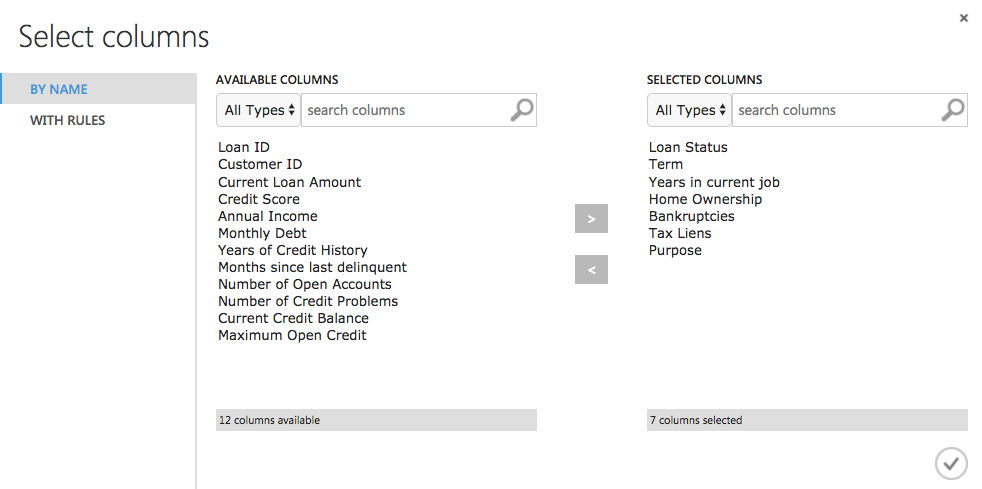 Select columns
BY NAME
WITH RULES
AVAILABLE COLUMNS
All Types
search columns
Loan ID
Customer ID
Current Loan Amount
Credit Score
Annual Income
Monthly Debt
Years of Credit History
Months since last delinquent
Number of Open Accounts
Number of Credit Problems
Current Credit Balance
Maximum Open Credit
12 columns available
>
<
SELECTED COLUMNS
All Types
search columns
Loan Status
Term
Years in current job
Home Ownership
Bankruptcies
Tax Liens
Purpose
7 columns selected